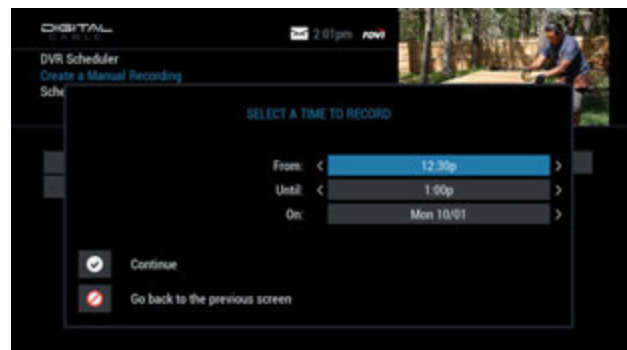 DIGITAL
CABLE
2:01pm rovi
DVR Scheduler
Create a Manual Recording
Sche
SELECT A TIME TO RECORD
From: < 12:30p >
Until: < 1:00p >
On: Mon 10/01 >
Continue
Go back to the previous screen